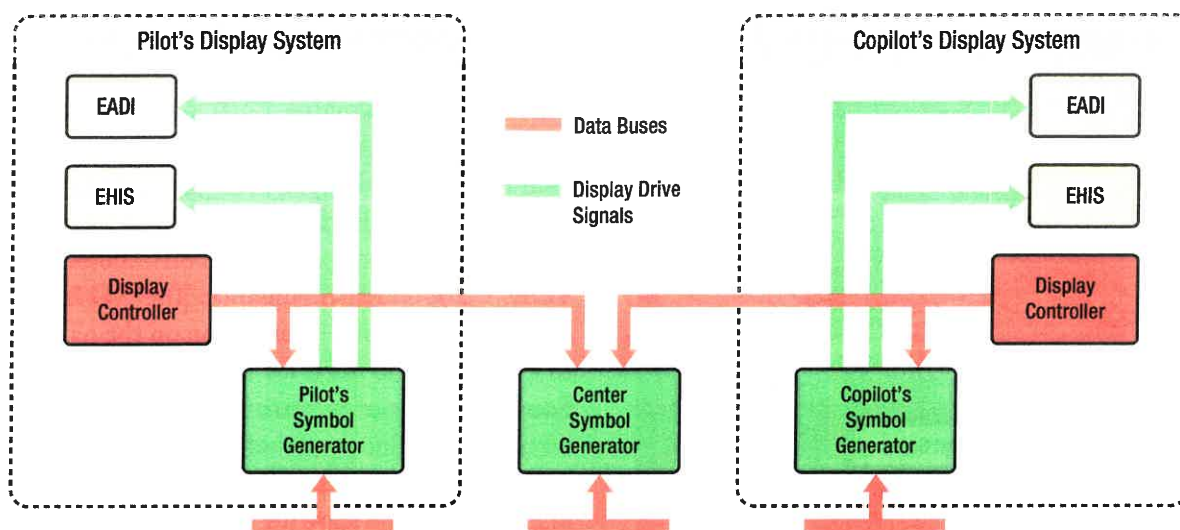 Pilot's Display System
Copilot's Display System
EADI
EHIS
Display
Controller
Data Buses
Display Drive
Signals
EADI
EHIS
Display
Controller
Pilot's
Symbol
Generator
Center
Symbol
Generator
Copilot's
Symbol
Generator